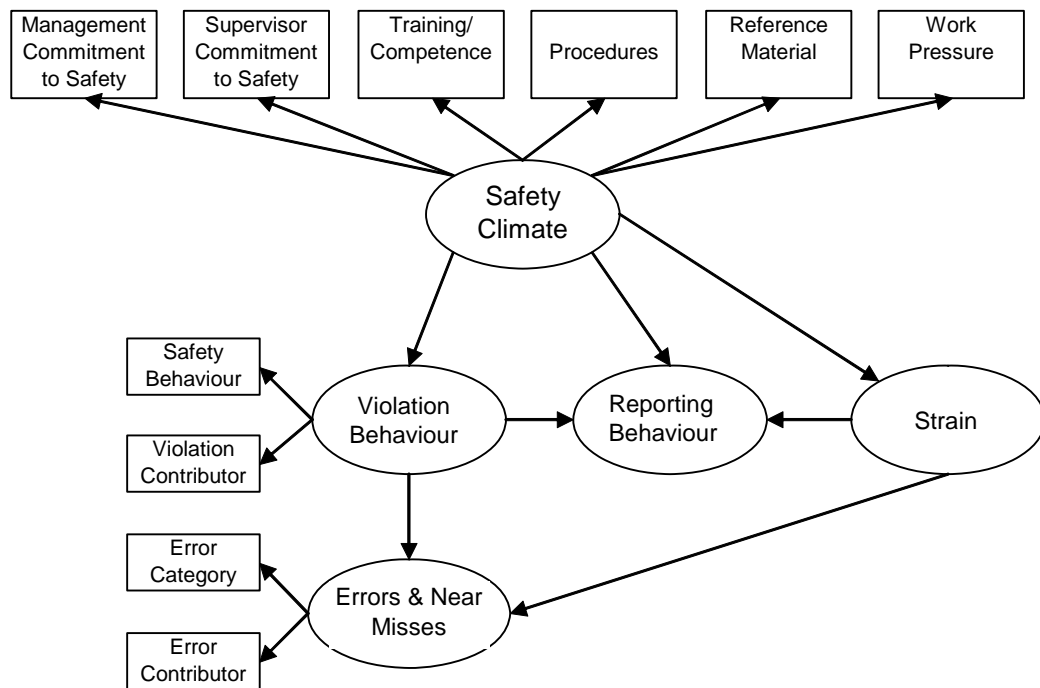 Management
Commitment
to Safety
Supervisor
Commitment
to Safety
Training/
Competence
Procedures
Reference
Material
Work
Pressure
Safety
Climate
Safety
Behaviour
Violation
Contributor
Violation
Behaviour
Reporting
Behaviour
Strain
Error
Category
Error
Contributor
Errors & Near
Misses